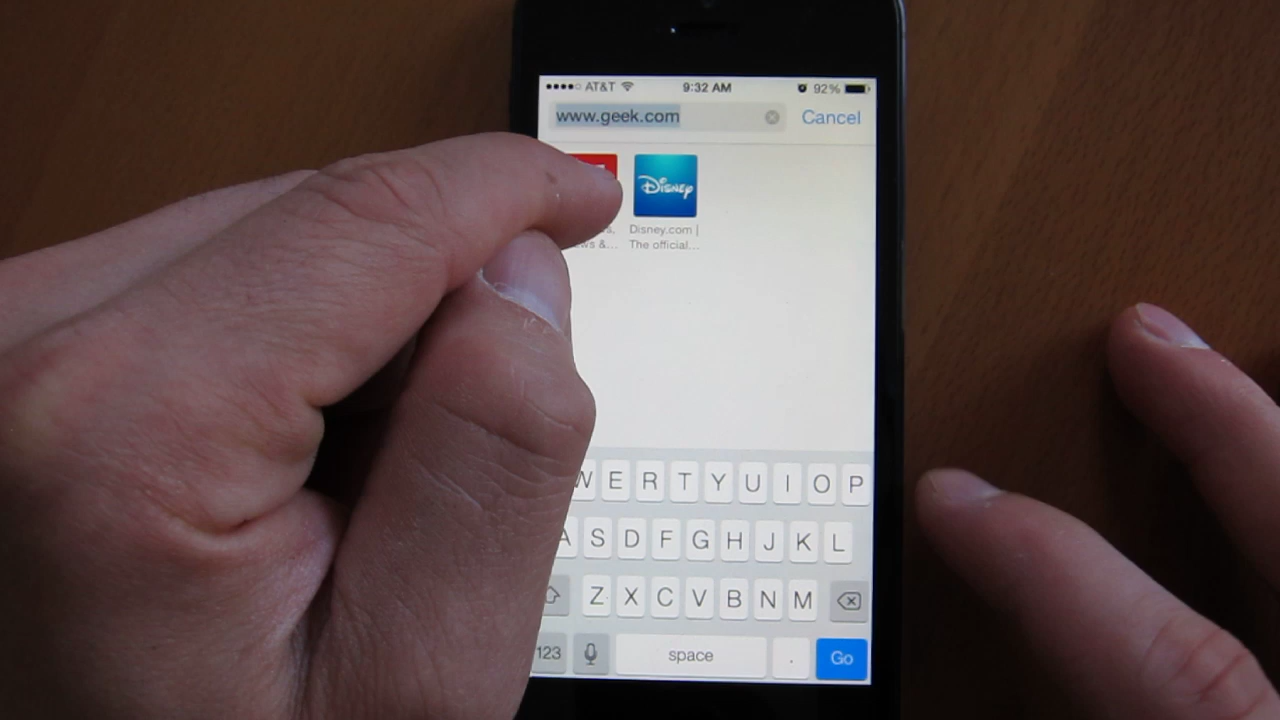 AT&T 9:32 AM 92%
www.geek.com Cancel
Disney
Disney.com |
&... The official...
W E R T Y U I O P
A S D F G H J K L
Z X C V B N M
123 space . Go